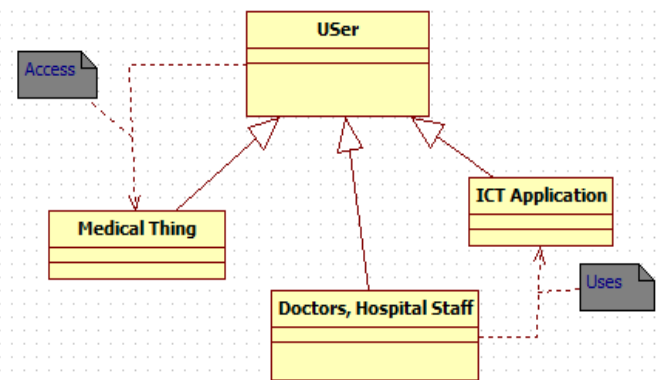 USer
Access
ICT Application
Medical Thing
Uses
Doctors, Hospital Staff